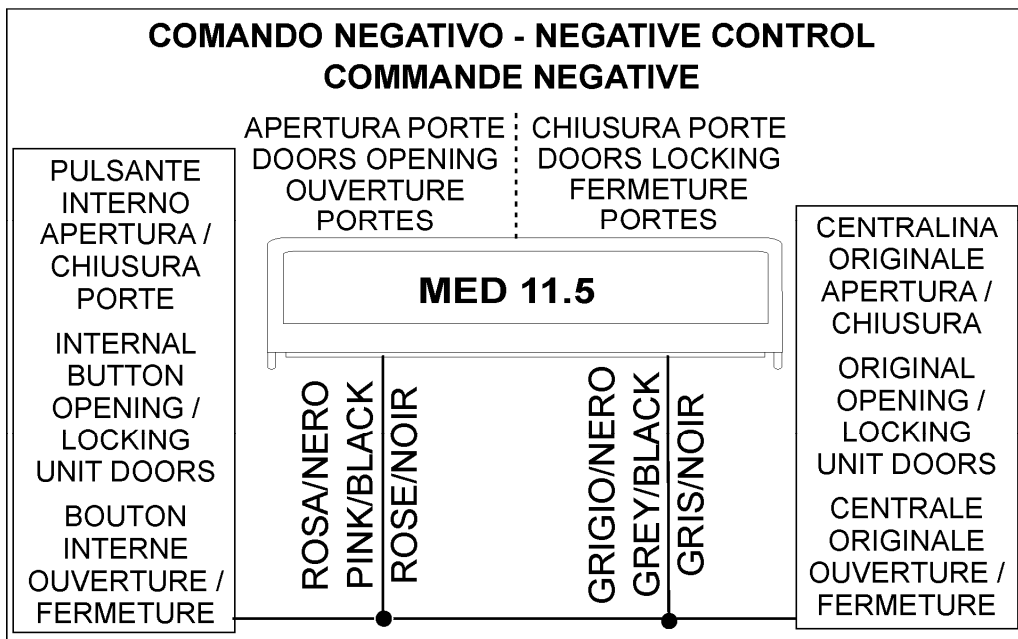 COMANDO NEGATIVO - NEGATIVE CONTROL
COMMANDE NEGATIVE
APERTURA PORTE
DOORS OPENING
OUVERTURE
PORTES
CHIUSURA PORTE
DOORS LOCKING
FERMETURE
PORTES
PULSANTE
INTERNO
APERTURA /
CHIUSURA
PORTE
INTERNAL
BUTTON
OPENING /
LOCKING
UNIT DOORS
BOUTON
INTERNE
OUVERTURE /
FERMETURE
MED 11.5
ROSA/NERO
PINK/BLACK
ROSE/NOIR
GRIGIO/NERO
GREY/BLACK
GRIS/NOIR
CENTRALINA
ORIGINALE
APERTURA /
CHIUSURA
ORIGINAL
OPENING /
LOCKING
UNIT DOORS
CENTRALE
ORIGINALE
OUVERTURE /
FERMETURE